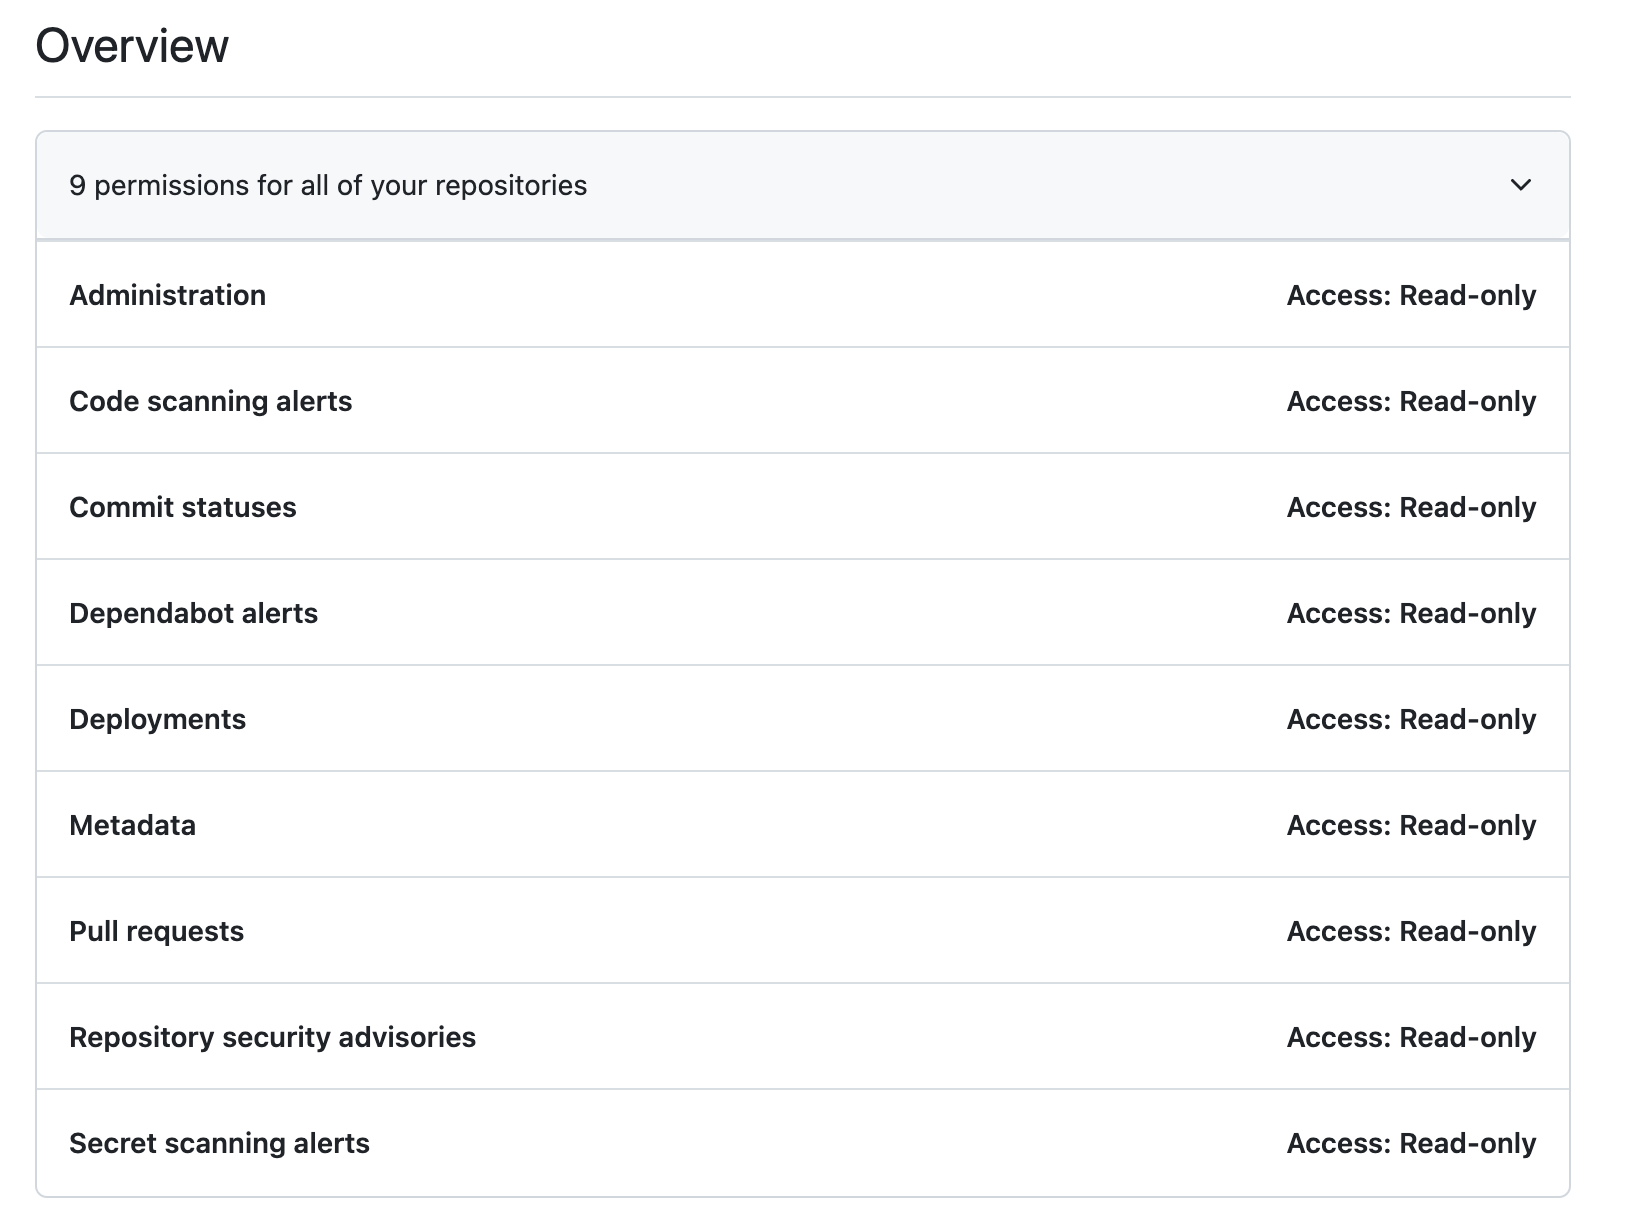 Overview
9 permissions for all of your repositories
Administration Access: Read-only
Code scanning alerts Access: Read-only
Commit statuses Access: Read-only
Dependabot alerts Access: Read-only
Deployments Access: Read-only
Metadata Access: Read-only
Pull requests Access: Read-only
Repository security advisories Access: Read-only
Secret scanning alerts Access: Read-only